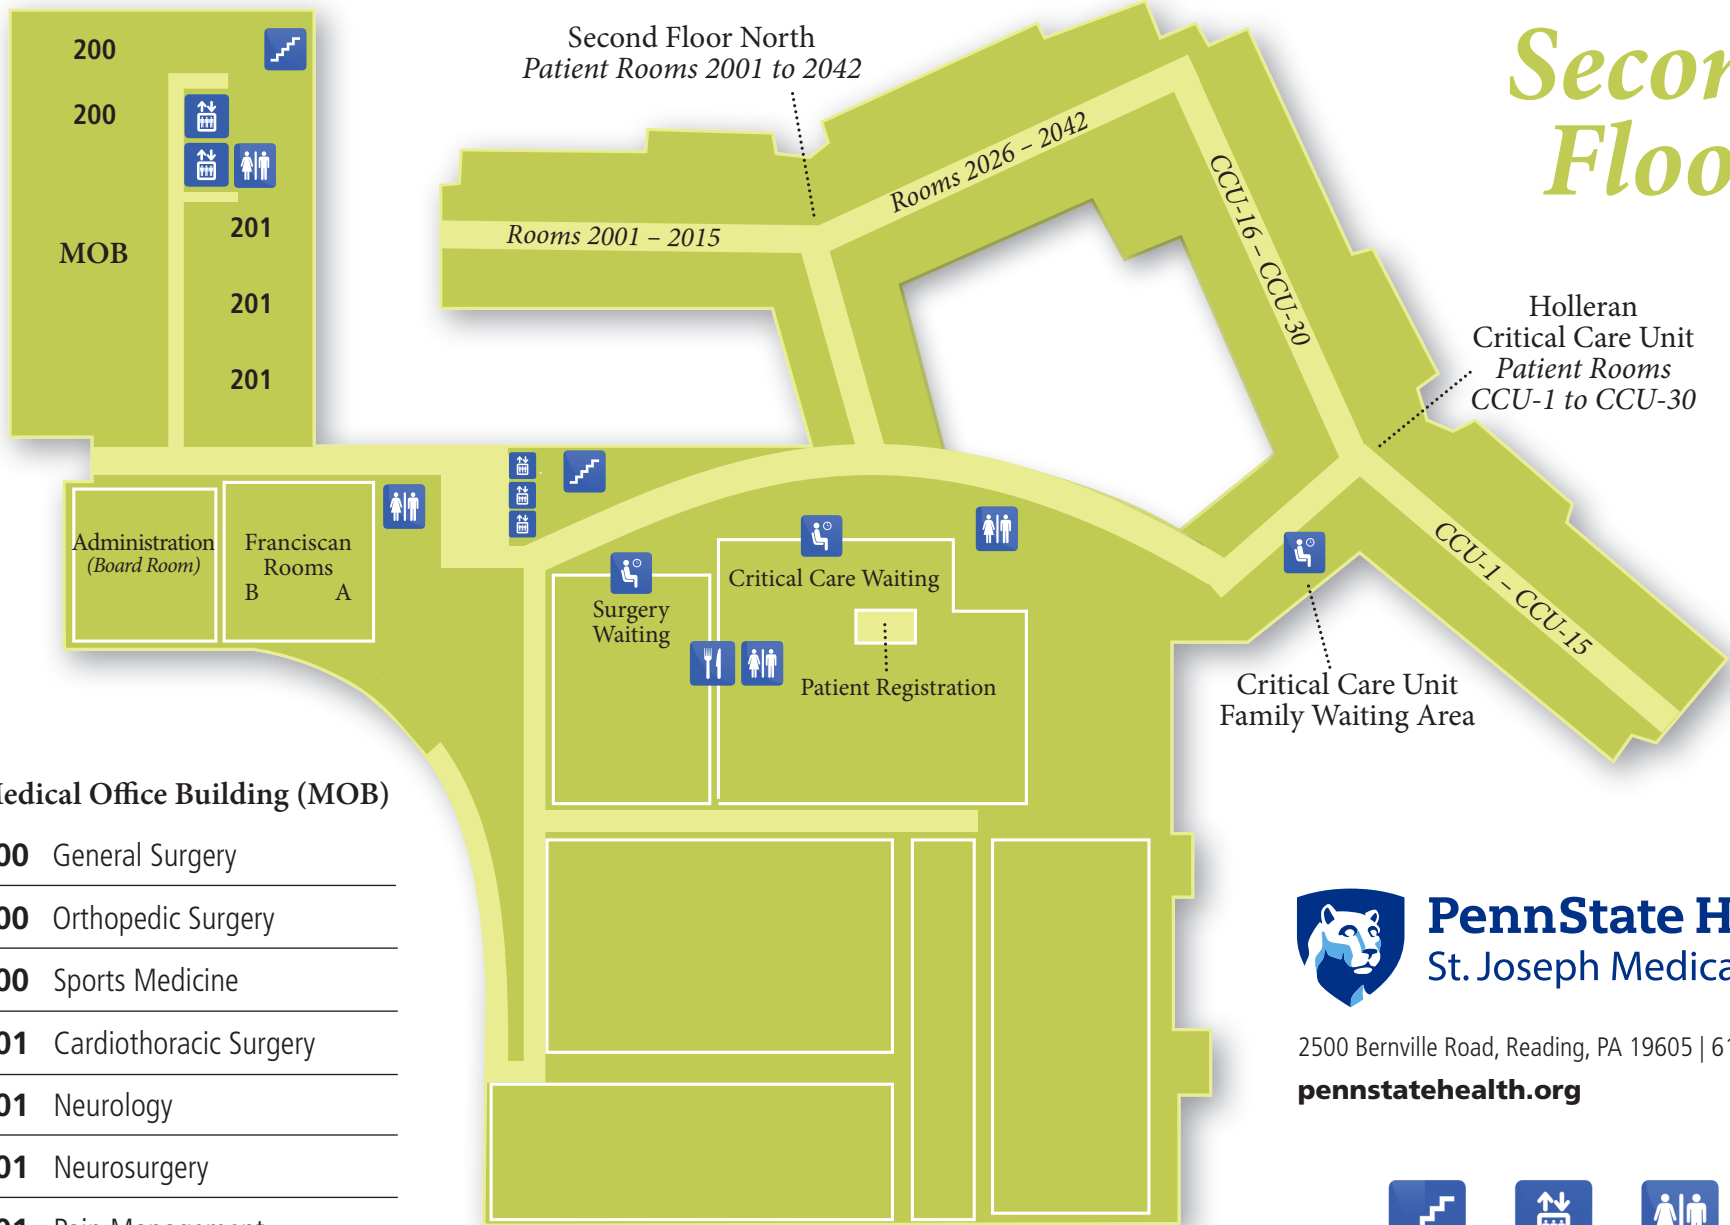 Secon
Floo
200
200
201
MOB
201
201
Second Floor North
Patient Rooms 2001 to 2042
Rooms 2001 – 2015
Rooms 2026 – 2042
CCU-16 – CCU-30
Holleran
Critical Care Unit
Patient Rooms
CCU-1 to CCU-30
CCU-1 – CCU-15
Administration
(Board Room)
Franciscan
Rooms
B A
Surgery
Waiting
Critical Care Waiting
Patient Registration
Critical Care Unit
Family Waiting Area
edical Office Building (MOB)
00 General Surgery
00 Orthopedic Surgery
00 Sports Medicine
01 Cardiothoracic Surgery
01 Neurology
01 Neurosurgery
01 Pain Management
PennState H
St. Joseph Medica
2500 Bernville Road, Reading, PA 19605 | 61
pennstatehealth.org